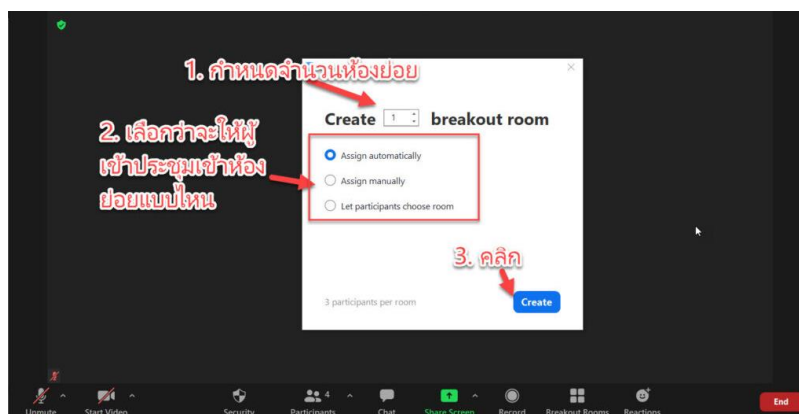 1. กำหนดจำนวนห้องย่อย
Create 1 breakout room
2. เลือกว่าจะให้ผู้
เข้าประชุมเข้าห้อง
ย่อยแบบไหน
Assign automatically
Assign manually
Let participants choose room
3. คลิก
3 participants per room
Create
4
Unmute Start Video Security Participants Chat Share Screen Record Breakout Rooms Reactions End